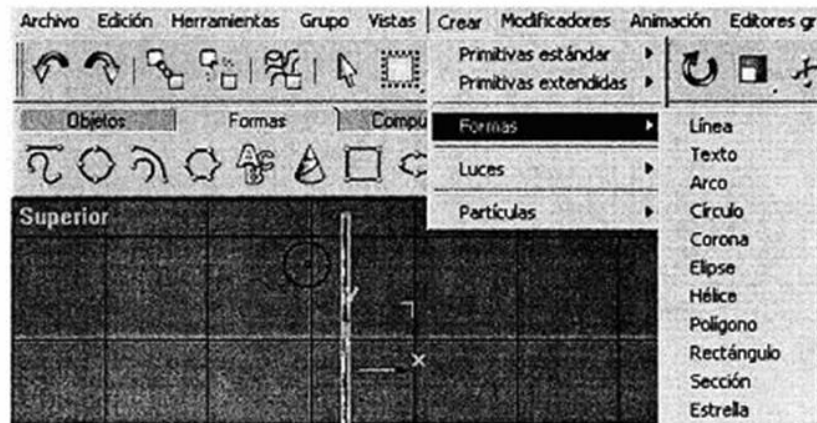 Archivo Edición Herramientas Grupo Vistas Crear Modificadores Animación Editores gr
Primitivas estándar
Primitivas extendidas
Formas
Luces
Partículas
Objetos Formas Compu
Superior
Línea
Texto
Arco
Círculo
Corona
Elipse
Hélice
Polígono
Rectángulo
Sección
Estrella
x